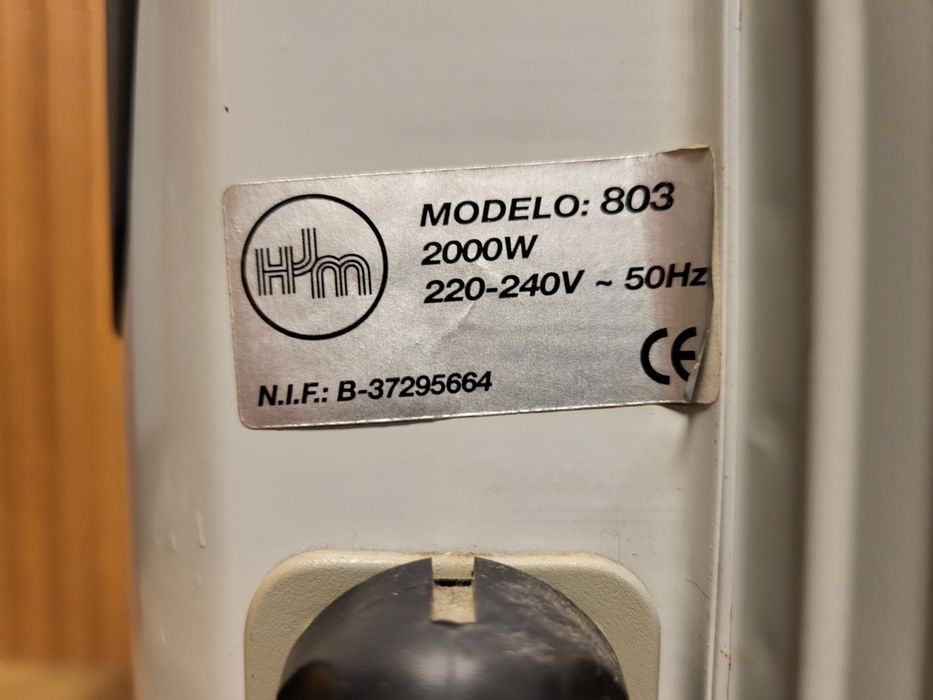 HJM
MODELO: 803
2000W
220-240V ~ 50Hz
CE
N.I.F.: B-37295664